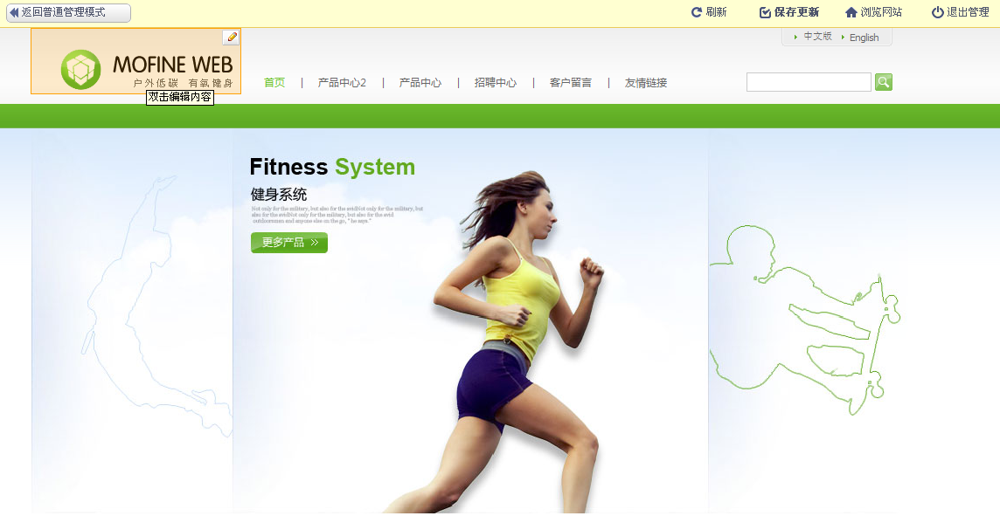 返回普通管理模式
刷新
保存更新
浏览网站
退出管理
中文版
English
MOFINE WEB
户外低碳 有氧健身
双击编辑内容
首页 | 产品中心2 | 产品中心 | 招聘中心 | 客户留言 | 友情链接
Fitness System
健身系统
Not only for the military, but also for the avidNot only for the military, but
also for the avidNot only for the military, but also for the avid
outdoorsman and anyone else on the go, " he says."
更多产品 »